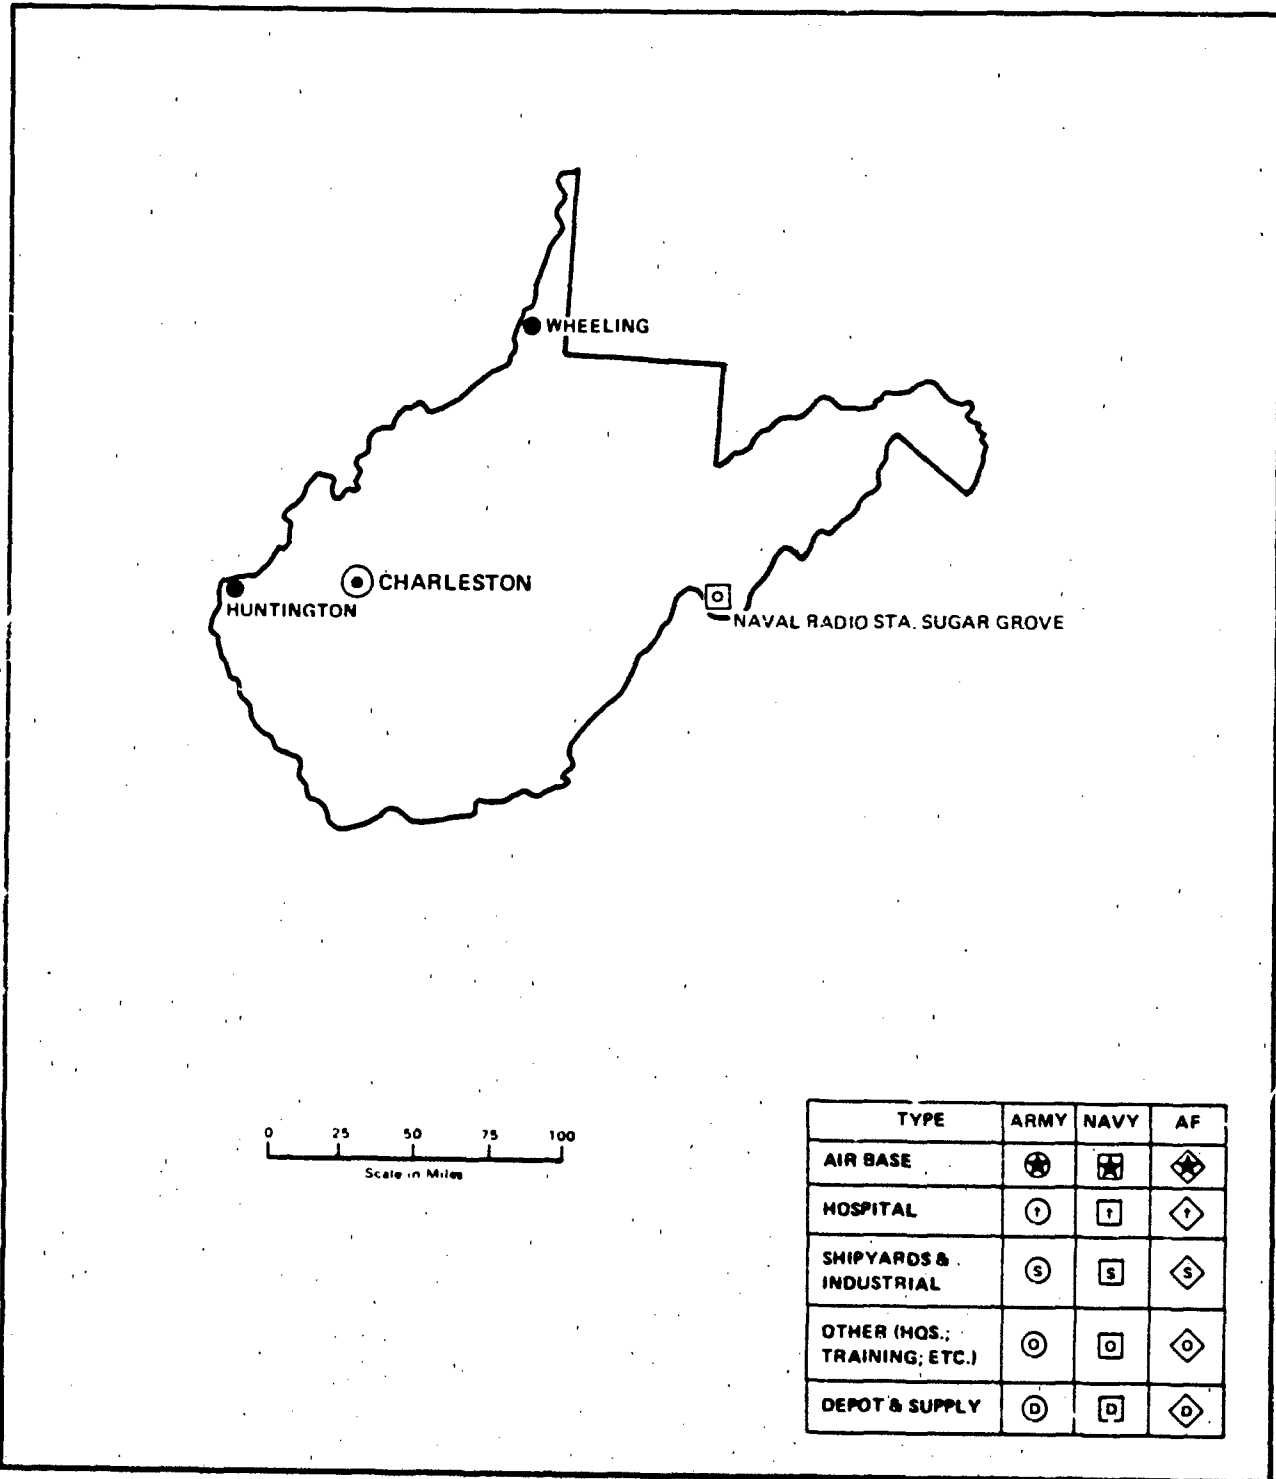 WHEELING
CHARLESTON
HUNTINGTON
NAVAL RADIO STA. SUGAR GROVE
0 25 50 75 100
Scale in Miles
TYPE ARMY NAVY AF
AIR BASE
HOSPITAL † † †
SHIPYARDS &
INDUSTRIAL S S S
OTHER (HQS.;
TRAINING; ETC.) O O O
DEPOT & SUPPLY D D D